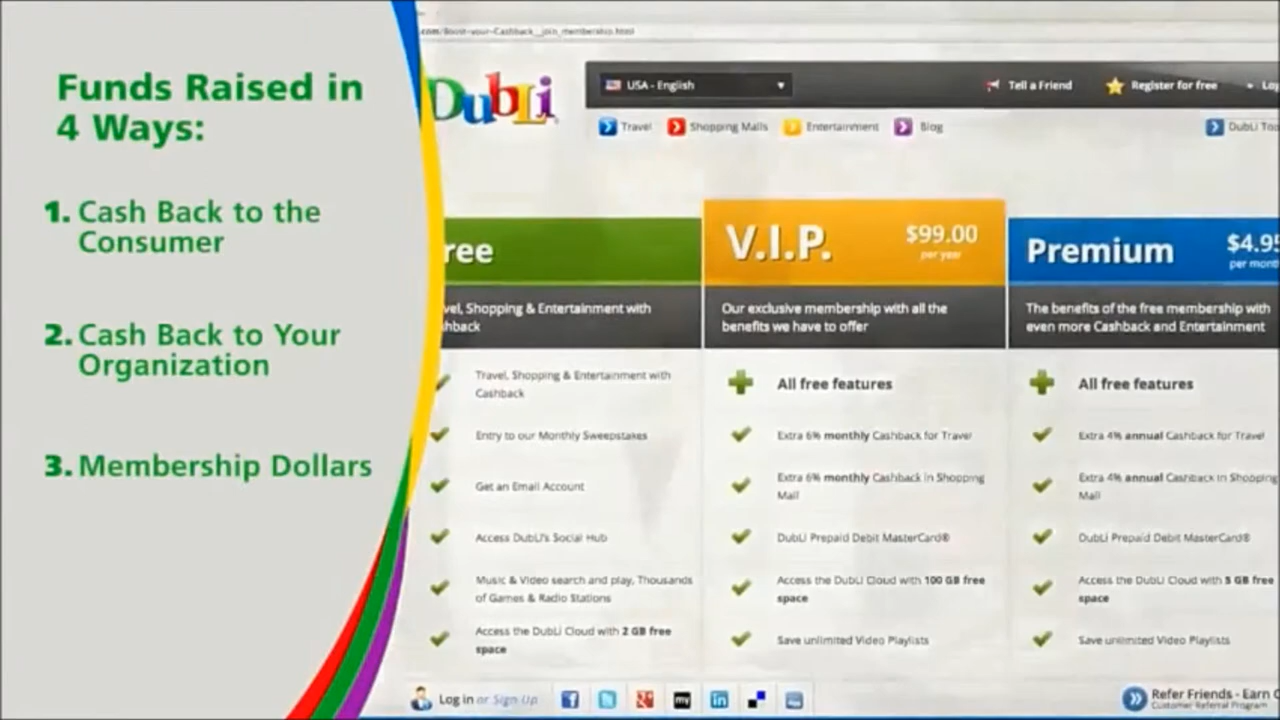 Funds Raised in
4 Ways:
1. Cash Back to the
Consumer
2. Cash Back to Your
Organization
3. Membership Dollars
.com/Boost-your-Cashback__join_membership.html
DubLi
USA - English
Tell a Friend
Register for free
Travel
Shopping Malls
Entertainment
Blog
DubLi
ree
vel, Shopping & Entertainment with
hback
Travel, Shopping & Entertainment with
Cashback
Entry to our Monthly Sweepstakes
Get an Email Account
Access DubLi's Social Hub
Music & Video search and play, Thousands
of Games & Radio Stations
Access the DubLi Cloud with 2 GB free
space
V.I.P.
$99.00
per year
Our exclusive membership with all the
benefits we have to offer
All free features
Extra 6% monthly Cashback for Travel
Extra 6% monthly Cashback in Shopping
Mall
DubLi Prepaid Debit MasterCard®
Access the DubLi Cloud with 100 GB free
space
Save unlimited Video Playlists
Premium
$4.95
per mont
The benefits of the free membership with
even more Cashback and Entertainment
All free features
Extra 4% annual Cashback for Travel
Extra 4% annual Cashback in Shopping
Mall
DubLi Prepaid Debit MasterCard®
Access the DubLi Cloud with 5 GB free
space
Save unlimited Video Playlists
Log in or Sign Up
my
in
Refer Friends - Earn
Customer Referral Program